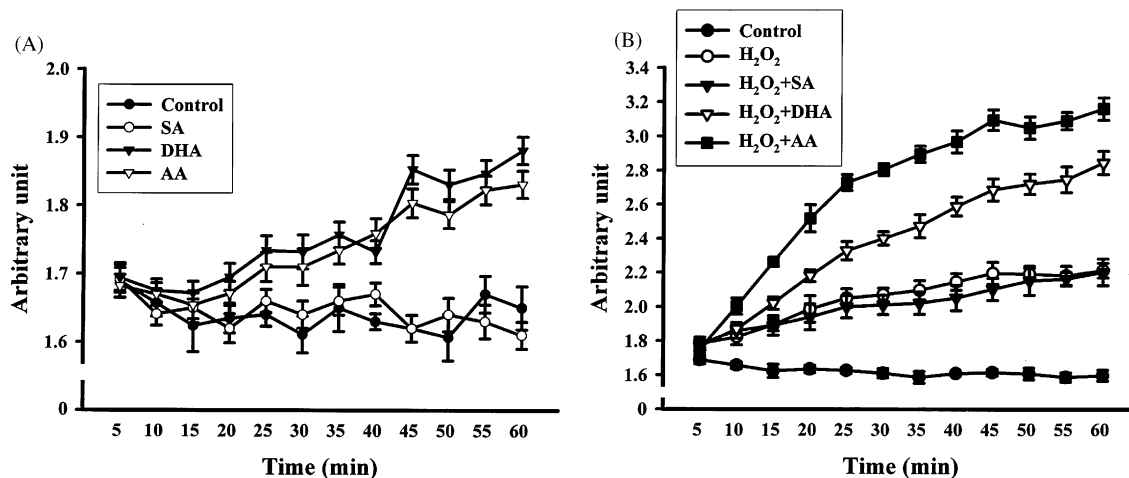 (A)
Arbitrary unit
2.0
1.9
1.8
1.7
1.6
0
Control
SA
DHA
AA
5 10 15 20 25 30 35 40 45 50 55 60
Time (min)
(B)
Arbitrary unit
3.4
3.2
3.0
2.8
2.6
2.4
2.2
2.0
1.8
1.6
0
Control
H₂O₂
H₂O₂+SA
H₂O₂+DHA
H₂O₂+AA
5 10 15 20 25 30 35 40 45 50 55 60
Time (min)